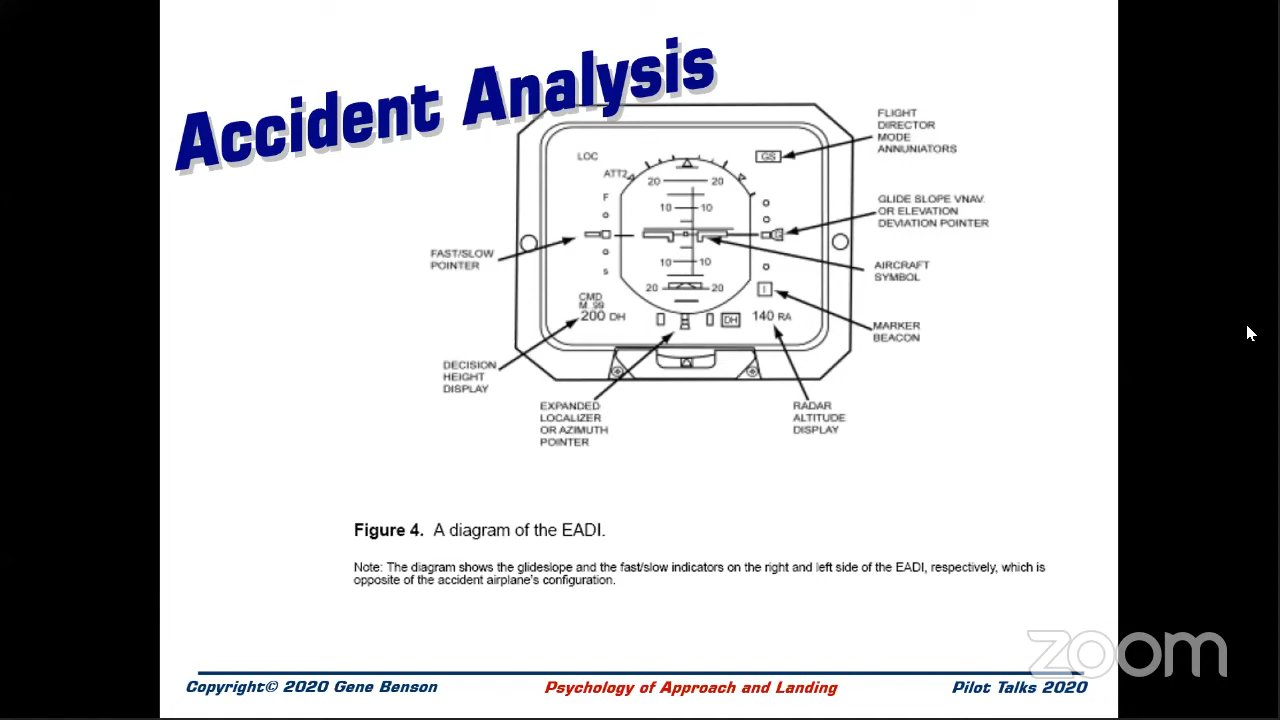 Accident Analysis
FLIGHT
DIRECTOR
MODE
ANNUNIATORS
LOC
GS
ATT2
20 20
F
10 10
GLIDE SLOPE VNAV.
OR ELEVATION
DEVIATION POINTER
FAST/SLOW
POINTER
10 10
S
AIRCRAFT
SYMBOL
20 20
I
CMD
M .99
200 DH
DH
140 RA
MARKER
BEACON
DECISION
HEIGHT
DISPLAY
EXPANDED
LOCALIZER
OR AZIMUTH
POINTER
RADAR
ALTITUDE
DISPLAY
Figure 4. A diagram of the EADI.
Note: The diagram shows the glideslope and the fast/slow indicators on the right and left side of the EADI, respectively, which is
opposite of the accident airplane's configuration.
zoom
Copyright© 2020 Gene Benson
Psychology of Approach and Landing
Pilot Talks 2020